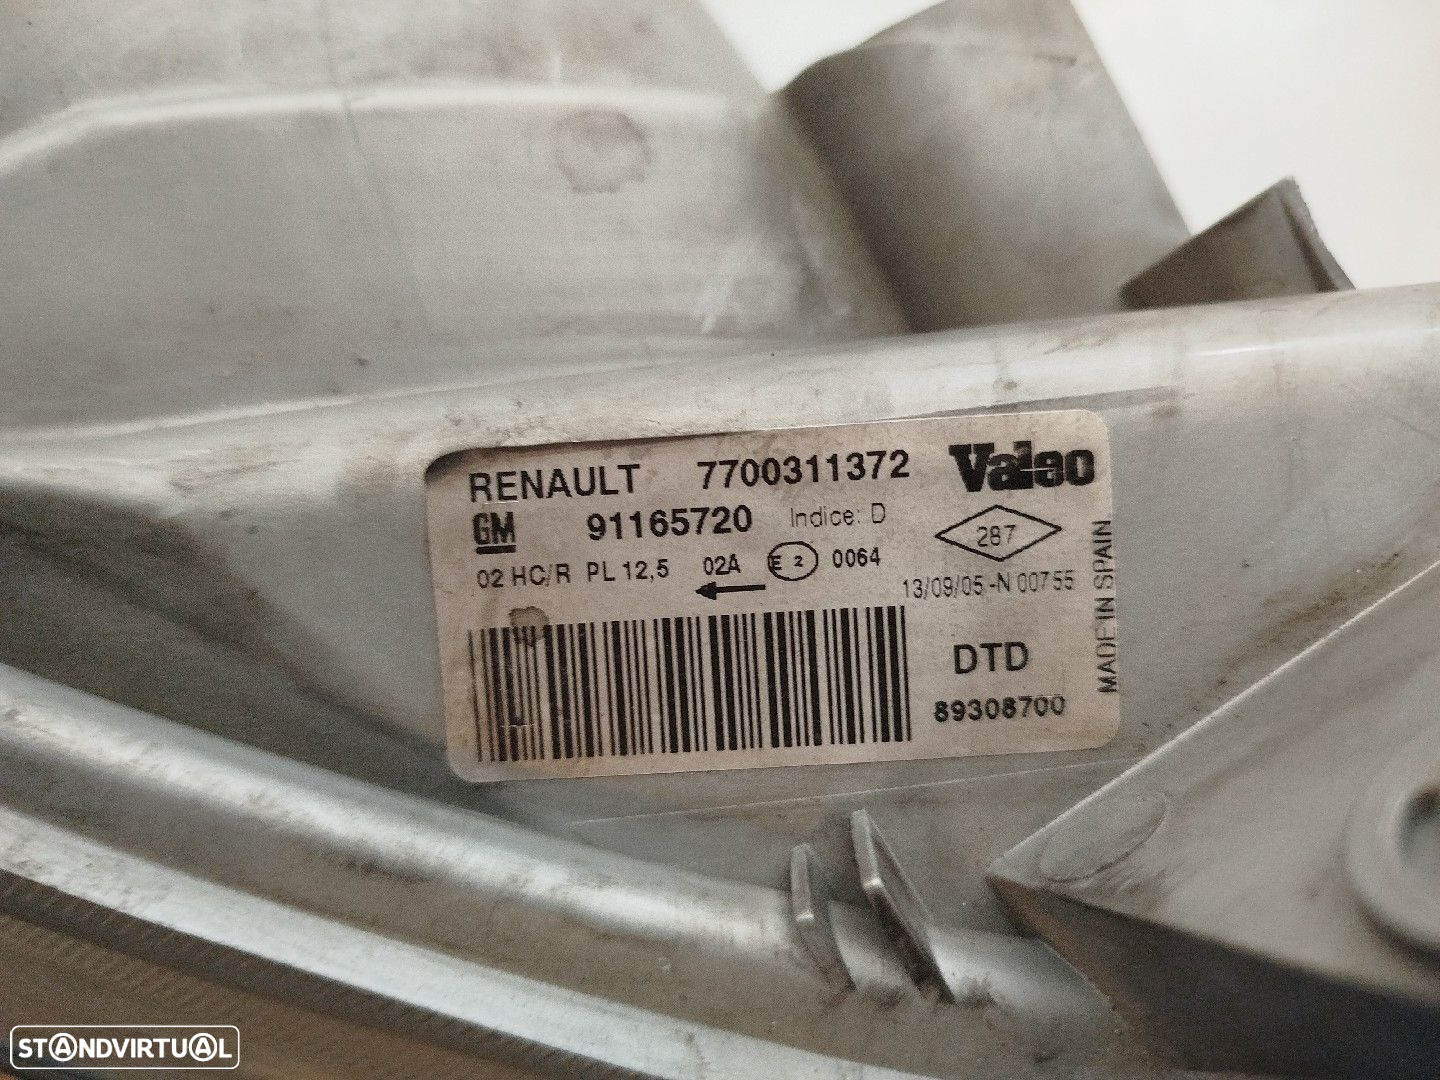 RENAULT 7700311372 Valeo
GM 91165720 Indice: D 287
02 HC/R PL 12,5 02A E 2 0064
13/09/05 -N 00755
DTD
89308700
MADE IN SPAIN
STANDVIRTUAL